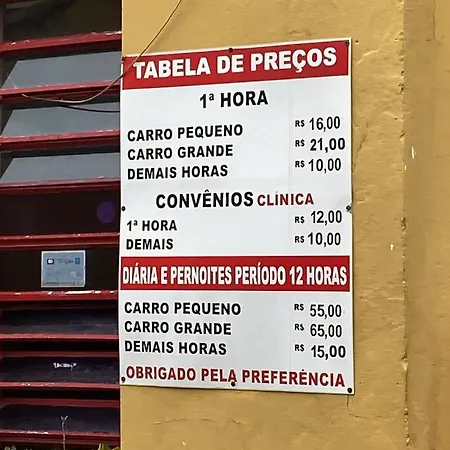 TABELA DE PREÇOS
1ª HORA
CARRO PEQUENO R$ 16,00
CARRO GRANDE R$ 21,00
DEMAIS HORAS R$ 10,00
CONVÊNIOS CLÍNICA
1ª HORA R$ 12,00
DEMAIS R$ 10,00
DIÁRIA E PERNOITES PERÍODO 12 HORAS
CARRO PEQUENO R$ 55,00
CARRO GRANDE R$ 65,00
DEMAIS HORAS R$ 15,00
OBRIGADO PELA PREFERÊNCIA